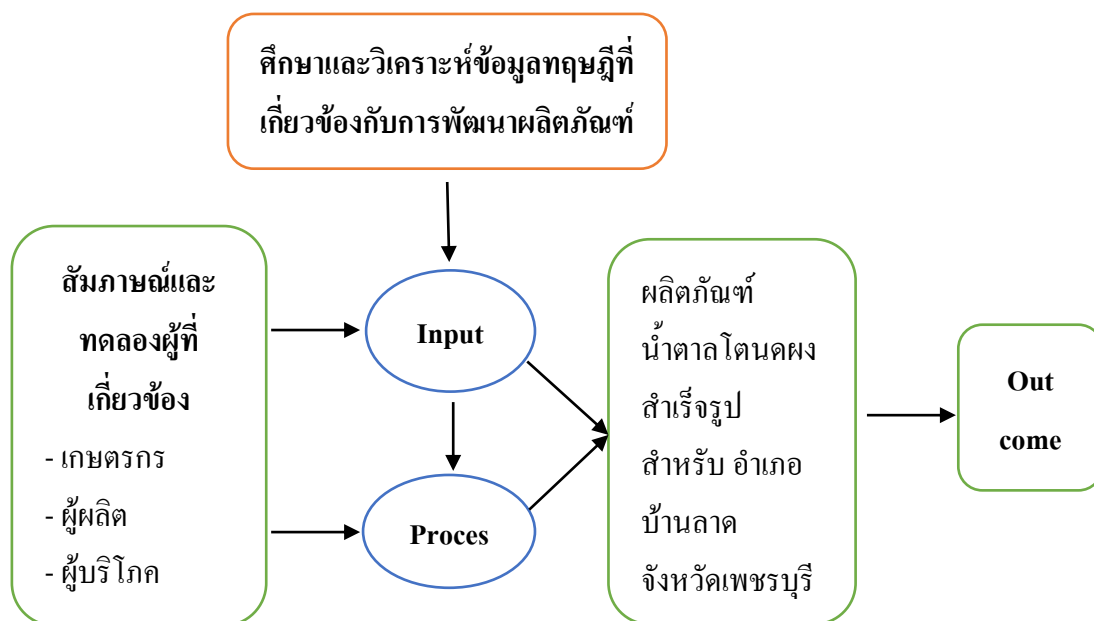 ศึกษาและวิเคราะห์ข้อมูลทฤษฎีที่
เกี่ยวข้องกับการพัฒนาผลิตภัณฑ์
สัมภาษณ์และ
ทดลองผู้ที่
เกี่ยวข้อง
- เกษตรกร
- ผู้ผลิต
- ผู้บริโภค
Input
Proces
ผลิตภัณฑ์
น้ำตาลโตนดผง
สำเร็จรูป
สำหรับ อำเภอ
บ้านลาด
จังหวัดเพชรบุรี
Out
come